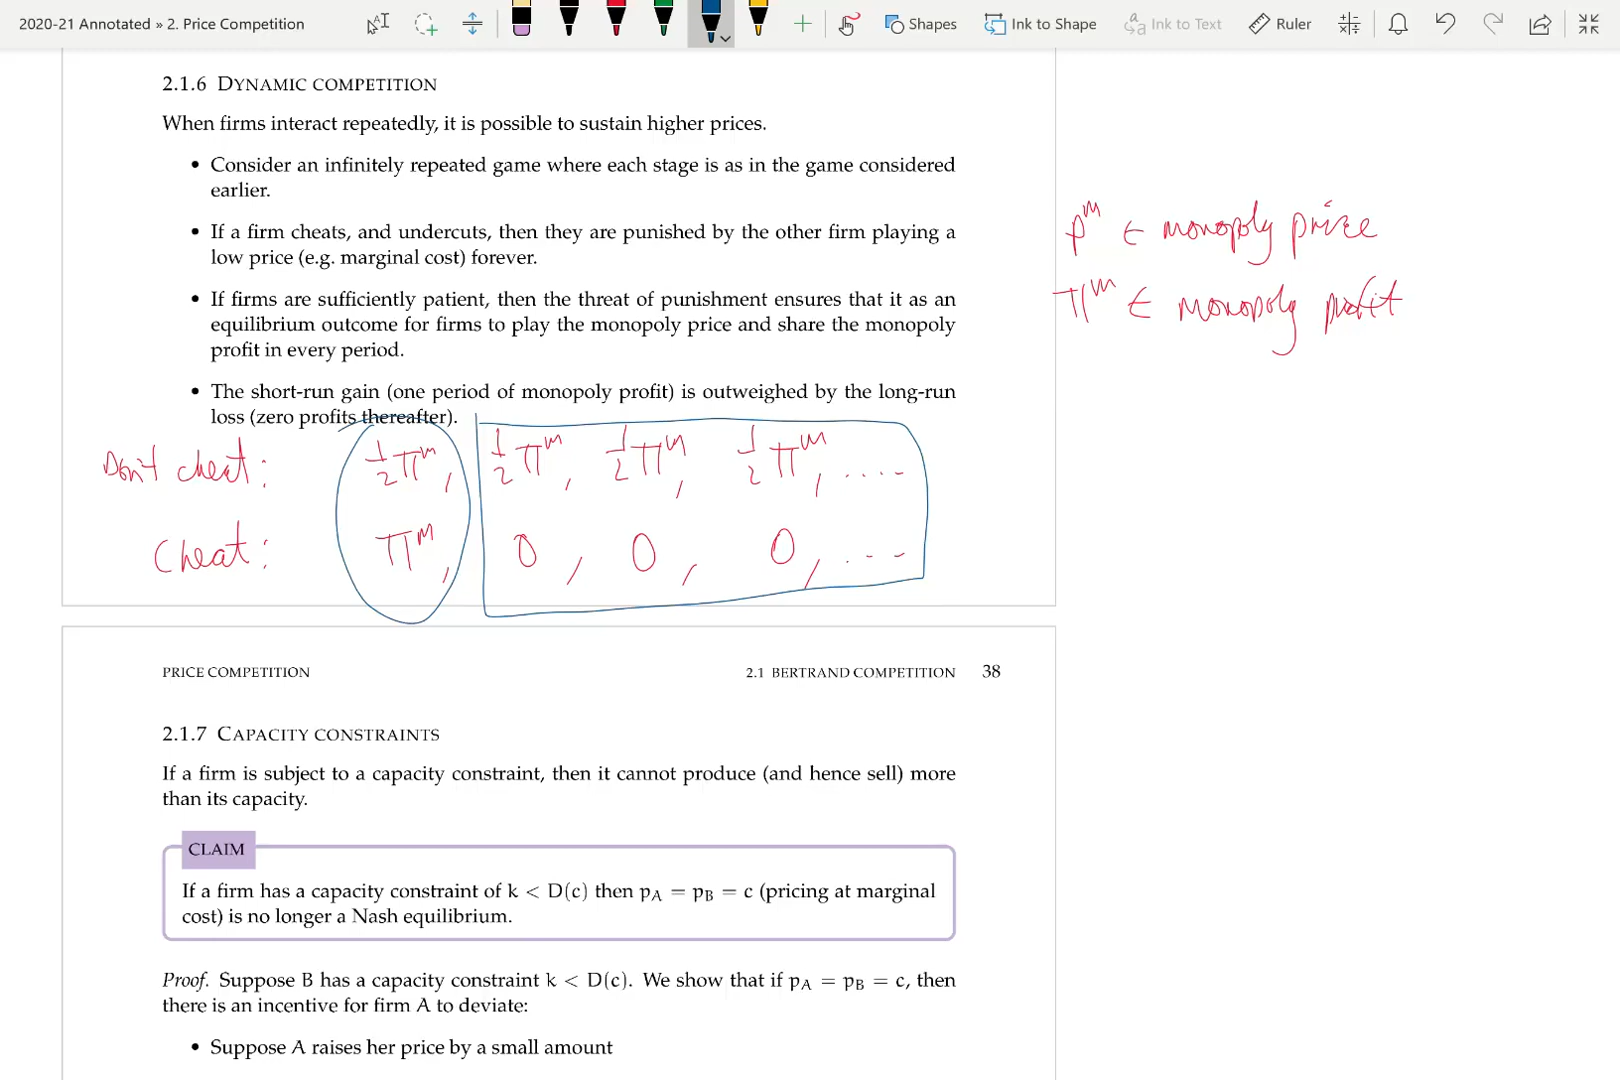 2020-21 Annotated » 2. Price Competition
Shapes
Ink to Shape
Ink to Text
Ruler
2.1.6 DYNAMIC COMPETITION
When firms interact repeatedly, it is possible to sustain higher prices.
• Consider an infinitely repeated game where each stage is as in the game considered
earlier.
• If a firm cheats, and undercuts, then they are punished by the other firm playing a
low price (e.g. marginal cost) forever.
• If firms are sufficiently patient, then the threat of punishment ensures that it as an
equilibrium outcome for firms to play the monopoly price and share the monopoly
profit in every period.
• The short-run gain (one period of monopoly profit) is outweighed by the long-run
loss (zero profits thereafter).
p^m ∈ monopoly price
π^m ∈ monopoly profit
Don't cheat: 1/2 π^m, 1/2 π^m, 1/2 π^m, 1/2 π^m, ....
Cheat: π^m, 0, 0, 0, ...
PRICE COMPETITION 2.1 BERTRAND COMPETITION 38
2.1.7 CAPACITY CONSTRAINTS
If a firm is subject to a capacity constraint, then it cannot produce (and hence sell) more
than its capacity.
CLAIM
If a firm has a capacity constraint of k < D(c) then p_A = p_B = c (pricing at marginal
cost) is no longer a Nash equilibrium.
Proof. Suppose B has a capacity constraint k < D(c). We show that if p_A = p_B = c, then
there is an incentive for firm A to deviate:
• Suppose A raises her price by a small amount